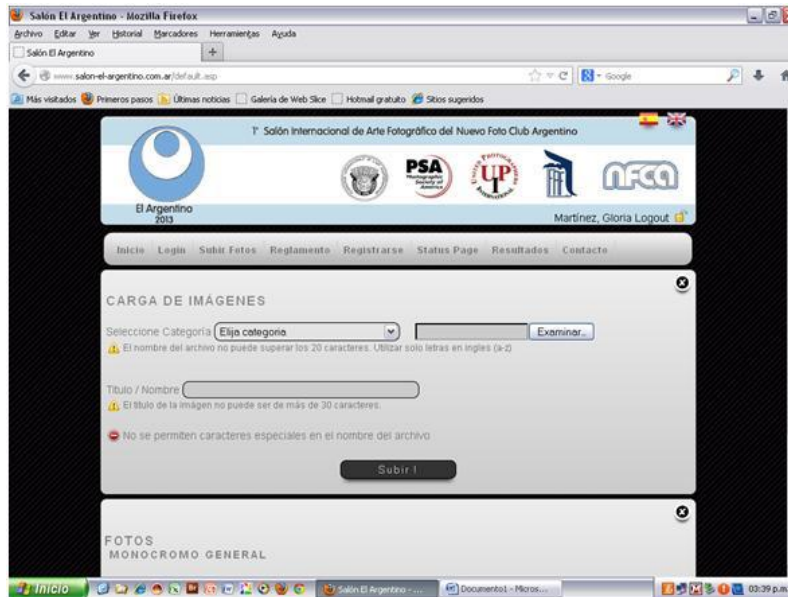 Salón El Argentino - Mozilla Firefox
Archivo Editar Ver Historial Marcadores Herramientas Ayuda
Salón El Argentino
www.salon-el-argentino.com.ar/default.asp
Google
Más visitados Primeros pasos Últimas noticias Galería de Web Slice Hotmail gratuito Sitios sugeridos
1° Salón Internacional de Arte Fotográfico del Nuevo Foto Club Argentino
PSA
Photographic
Society of
America
UPI
nfca
El Argentino
2013
Martínez, Gloria Logout
Inicio Login Subir Fotos Reglamento Registrarse Status Page Resultados Contacto
CARGA DE IMÁGENES
Seleccione Categoría Elija categoria Examinar...
El nombre del archivo no puede superar los 20 caracteres. Utilizar solo letras en ingles (a-z)
Titulo / Nombre
El título de la imágen no puede ser de más de 30 caracteres.
No se permiten caracteres especiales en el nombre del archivo
Subir !
FOTOS
MONOCROMO GENERAL
Inicio Salón El Argentino - ... Documento1 - Micros... 03:39 p.m.